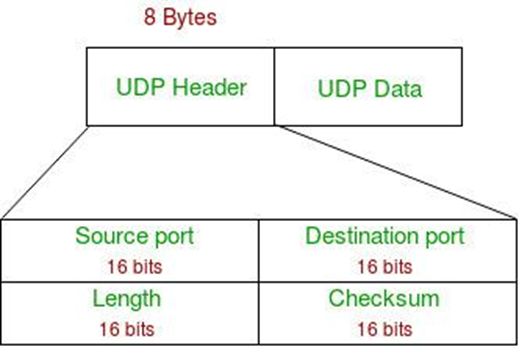 8 Bytes
UDP Header UDP Data
Source port Destination port
16 bits 16 bits
Length Checksum
16 bits 16 bits